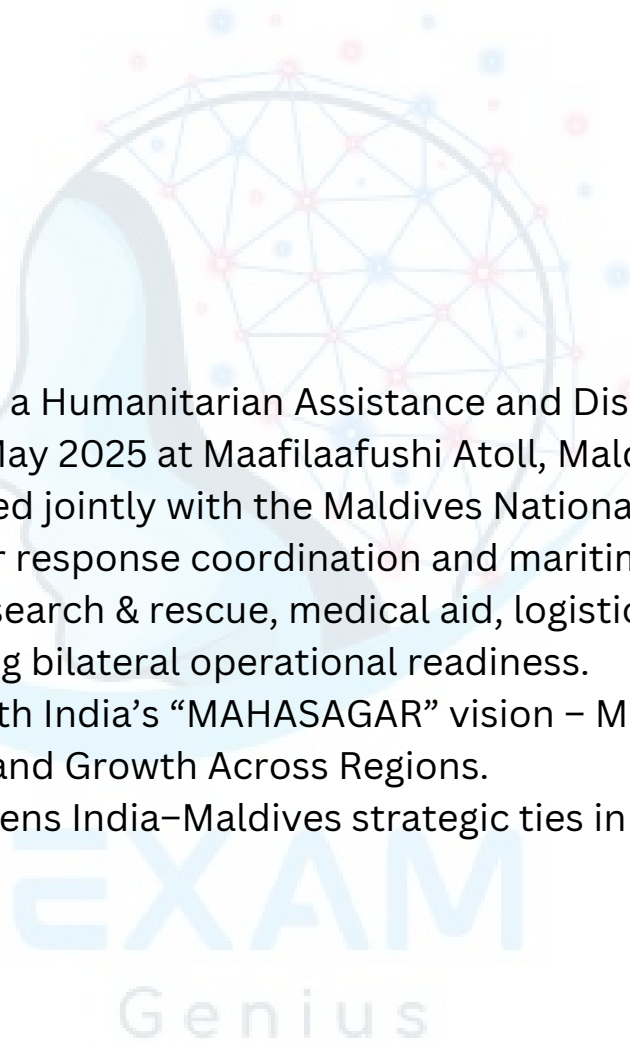 a Humanitarian Assistance and Dis
May 2025 at Maafilaafushi Atoll, Mald
ed jointly with the Maldives Nationa
r response coordination and maritim
search & rescue, medical aid, logistic
g bilateral operational readiness.
th India’s “MAHASAGAR” vision – M
and Growth Across Regions.
ens India–Maldives strategic ties in
EXAM
Genius